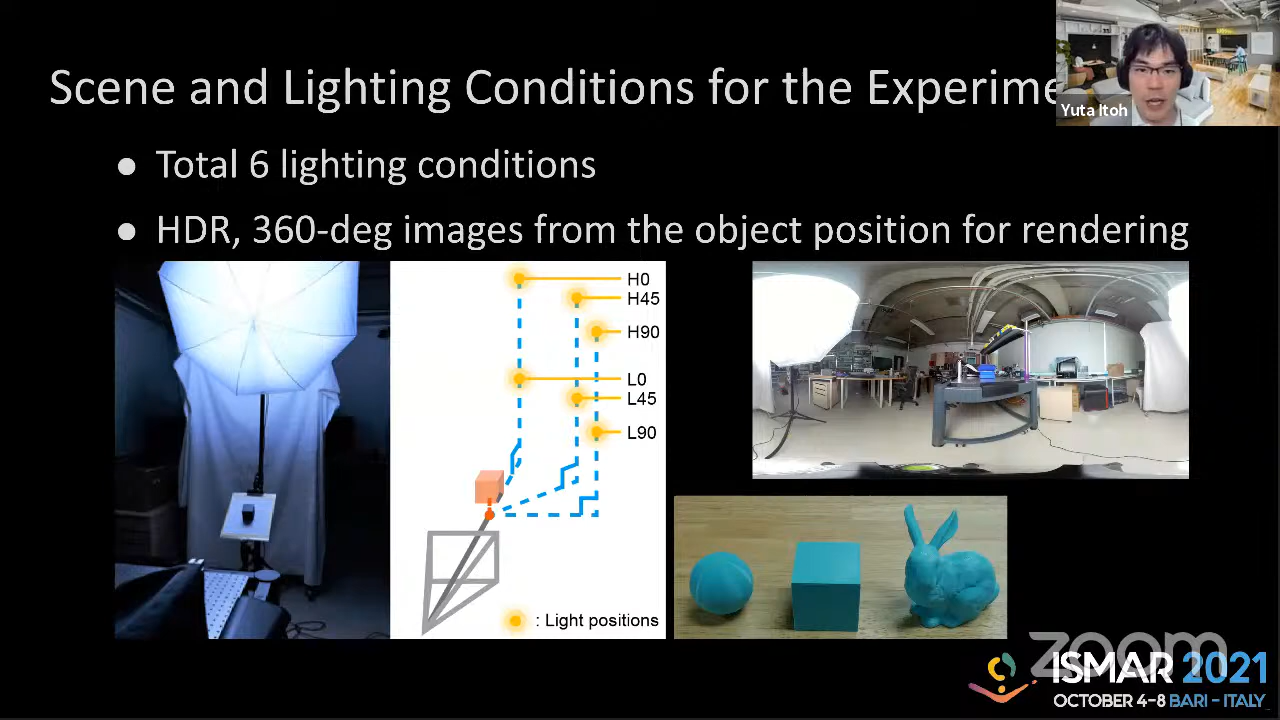 Scene and Lighting Conditions for the Experime
Yuta Itoh
● Total 6 lighting conditions
● HDR, 360-deg images from the object position for rendering
H0
H45
H90
L0
L45
L90
: Light positions
zoom
ISMAR 2021
OCTOBER 4-8 BARI - ITALY